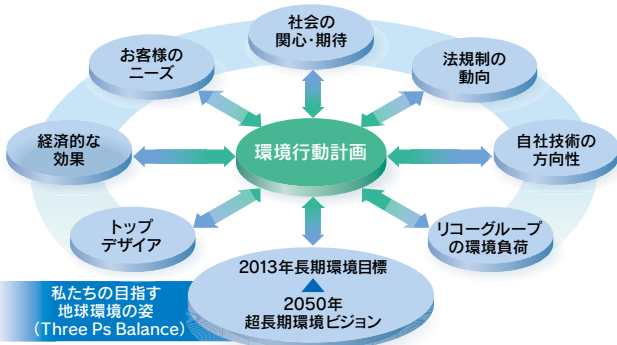 社会の
関心・期待
お客様の
ニーズ
法規制の
動向
経済的な
効果
環境行動計画
自社技術の
方向性
トップ
デザイア
リコーグループ
の環境負荷
2013年長期環境目標
2050年
超長期環境ビジョン
私たちの目指す
地球環境の姿
(Three Ps Balance)